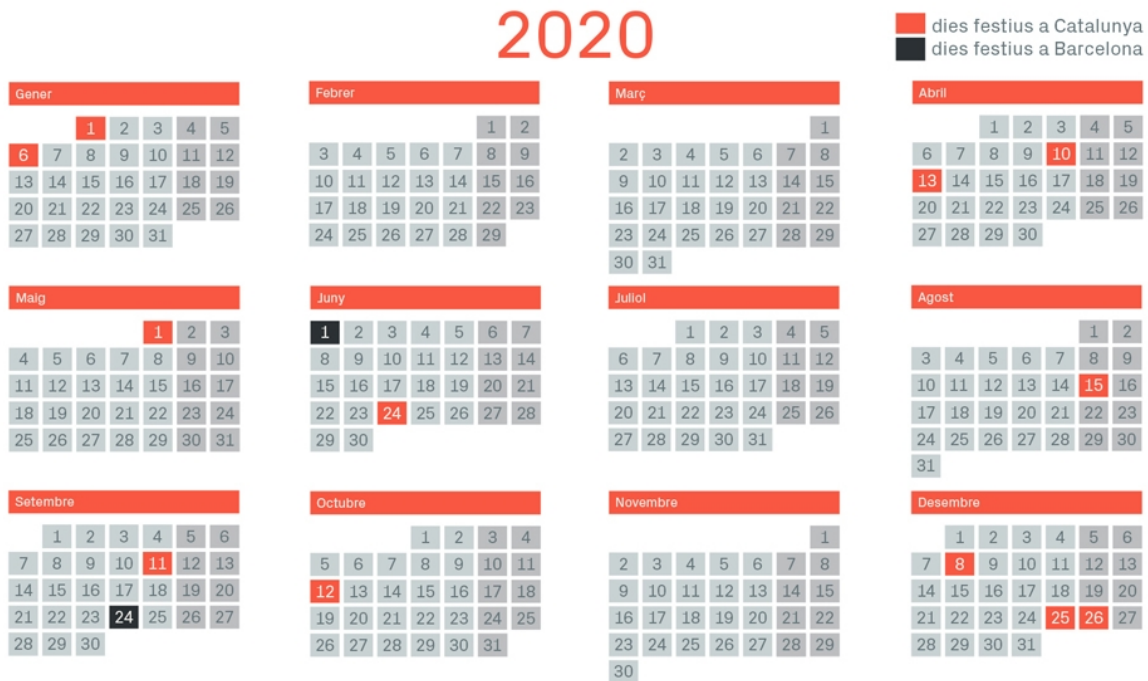 2020
dies festius a Catalunya
dies festius a Barcelona
Gener
1 2 3 4 5
6 7 8 9 10 11 12
13 14 15 16 17 18 19
20 21 22 23 24 25 26
27 28 29 30 31
Febrer
1 2
3 4 5 6 7 8 9
10 11 12 13 14 15 16
17 18 19 20 21 22 23
24 25 26 27 28 29
Març
1
2 3 4 5 6 7 8
9 10 11 12 13 14 15
16 17 18 19 20 21 22
23 24 25 26 27 28 29
30 31
Abril
1 2 3 4 5
6 7 8 9 10 11 12
13 14 15 16 17 18 19
20 21 22 23 24 25 26
27 28 29 30
Maig
1 2 3
4 5 6 7 8 9 10
11 12 13 14 15 16 17
18 19 20 21 22 23 24
25 26 27 28 29 30 31
Juny
1 2 3 4 5 6 7
8 9 10 11 12 13 14
15 16 17 18 19 20 21
22 23 24 25 26 27 28
29 30
Juliol
1 2 3 4 5
6 7 8 9 10 11 12
13 14 15 16 17 18 19
20 21 22 23 24 25 26
27 28 29 30 31
Agost
1 2
3 4 5 6 7 8 9
10 11 12 13 14 15 16
17 18 19 20 21 22 23
24 25 26 27 28 29 30
31
Setembre
1 2 3 4 5 6
7 8 9 10 11 12 13
14 15 16 17 18 19 20
21 22 23 24 25 26 27
28 29 30
Octubre
1 2 3 4
5 6 7 8 9 10 11
12 13 14 15 16 17 18
19 20 21 22 23 24 25
26 27 28 29 30 31
Novembre
1
2 3 4 5 6 7 8
9 10 11 12 13 14 15
16 17 18 19 20 21 22
23 24 25 26 27 28 29
30
Desembre
1 2 3 4 5 6
7 8 9 10 11 12 13
14 15 16 17 18 19 20
21 22 23 24 25 26 27
28 29 30 31